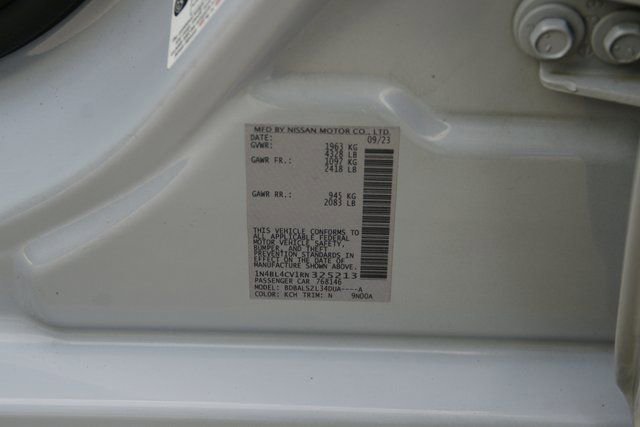 MFD BY NISSAN MOTOR CO., LTD.
DATE: 09/23
GVWR: 1963 KG
4328 LB
GAWR FR.: 1097 KG
2418 LB
GAWR RR.: 945 KG
2083 LB
THIS VEHICLE CONFORMS TO
ALL APPLICABLE FEDERAL
MOTOR VEHICLE SAFETY,
BUMPER, AND THEFT
PREVENTION STANDARDS IN
EFFECT ON THE DATE OF
MANUFACTURE SHOWN ABOVE.
1N4BL4CV1RN325213
PASSENGER CAR 768146
MODEL: BDBALSZL34DUA----A
COLOR: KCH TRIM: N 9N00A